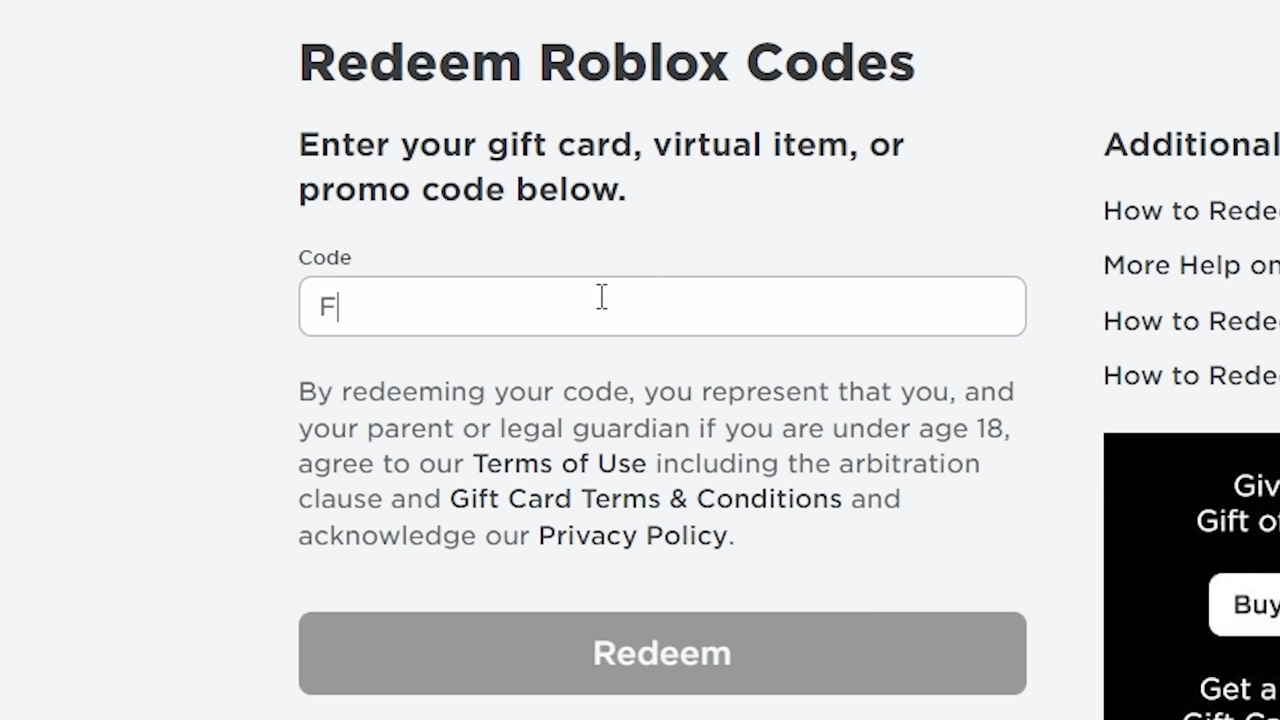 Redeem Roblox Codes
Enter your gift card, virtual item, or
promo code below.
Code
F
By redeeming your code, you represent that you, and
your parent or legal guardian if you are under age 18,
agree to our Terms of Use including the arbitration
clause and Gift Card Terms & Conditions and
acknowledge our Privacy Policy.
Redeem
Additional
How to Rede
More Help on
How to Rede
How to Rede
Giv
Gift of
Buy
Get a